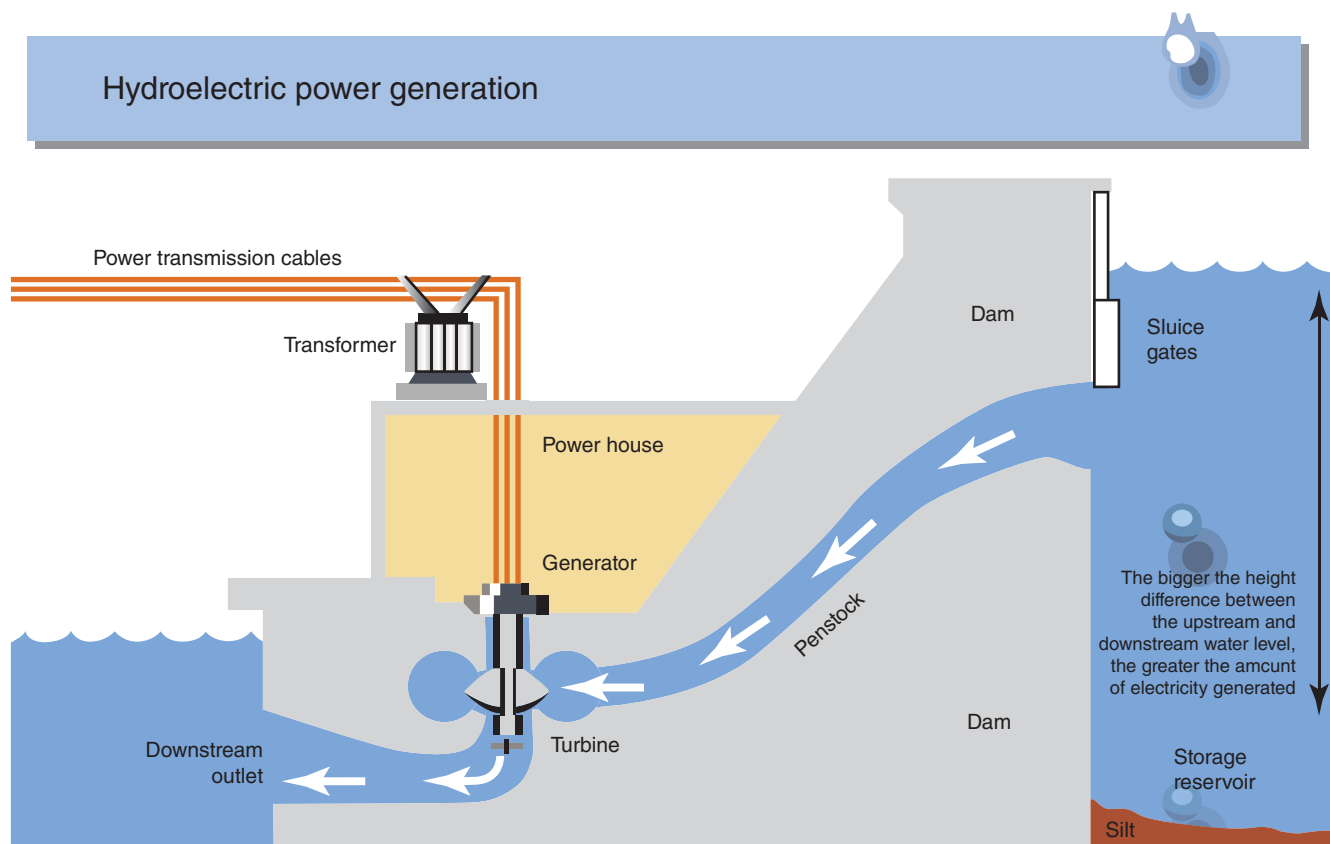 Hydroelectric power generation
Power transmission cables
Transformer
Dam
Sluice
gates
Power house
Generator
Penstock
The bigger the height
difference between
the upstream and
downstream water level,
the greater the amcunt
of electricity generated
Dam
Turbine
Downstream
outlet
Storage
reservoir
Silt